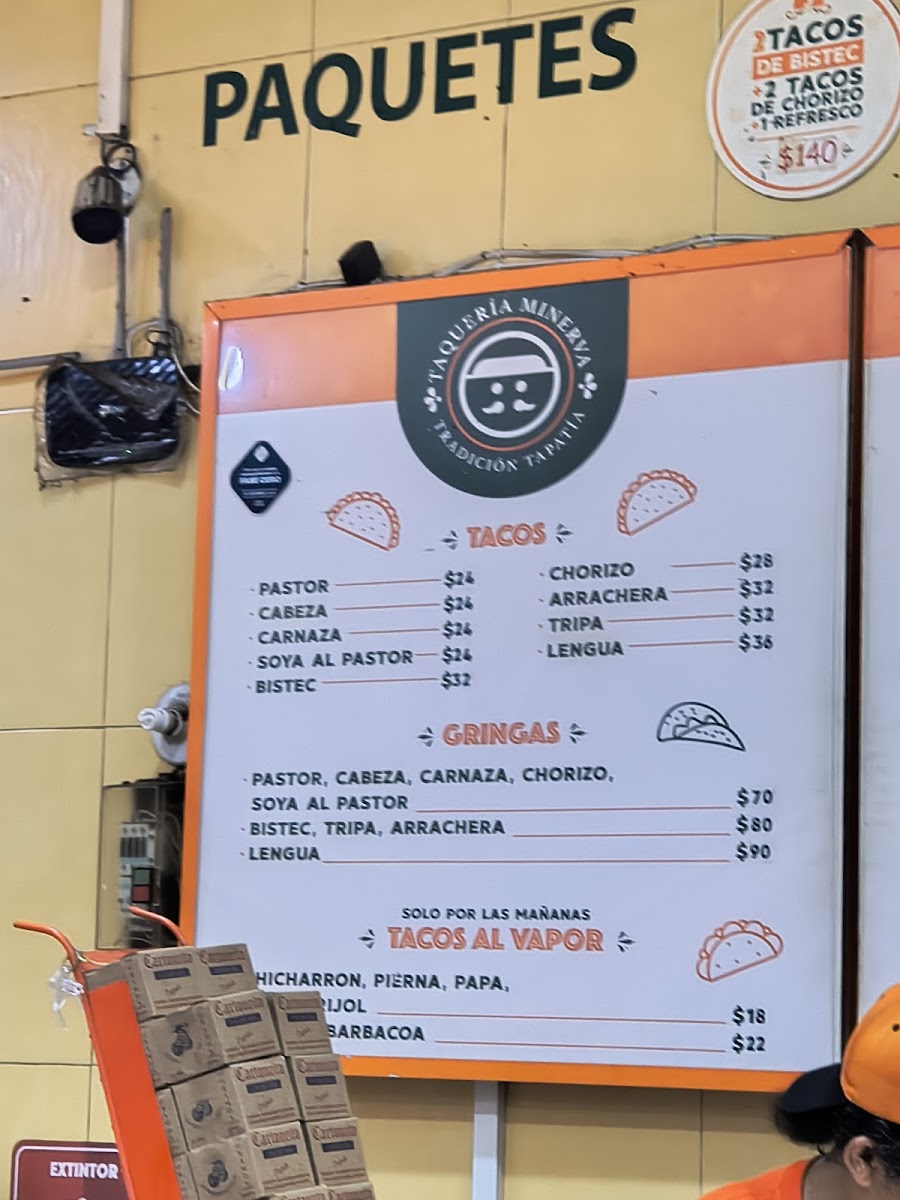 PAQUETES
2 TACOS
DE BISTEC
+2 TACOS
DE CHORIZO
+1 REFRESCO
$140
TAQUERÍA MINERVA
TRADICIÓN TAPATÍA
TACOS
· PASTOR $24
· CABEZA $24
· CARNAZA $24
· SOYA AL PASTOR $24
· BISTEC $32
· CHORIZO $28
· ARRACHERA $32
· TRIPA $32
· LENGUA $36
GRINGAS
· PASTOR, CABEZA, CARNAZA, CHORIZO,
SOYA AL PASTOR $70
· BISTEC, TRIPA, ARRACHERA $80
· LENGUA $90
SOLO POR LAS MAÑANAS
TACOS AL VAPOR
HICHARRON, PIERNA, PAPA,
RIJOL $18
BARBACOA $22
EXTINTOR